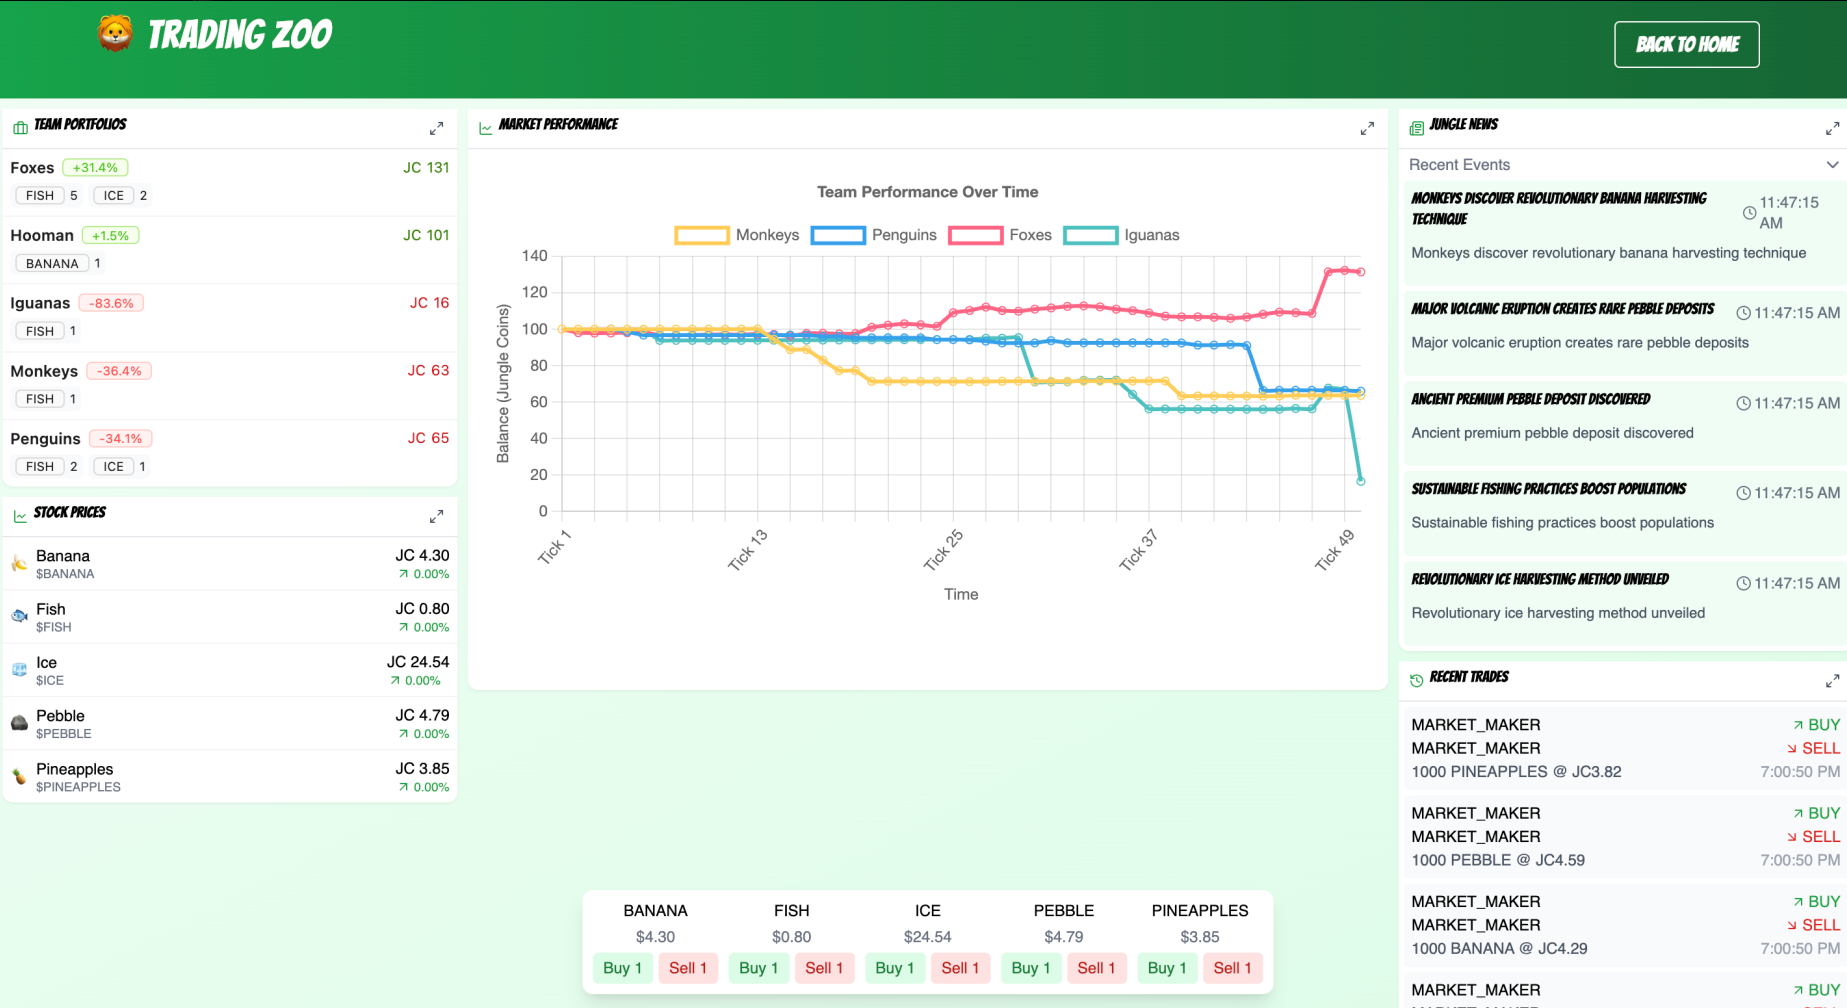 TRADING ZOO
BACK TO HOME
TEAM PORTFOLIOS
Foxes +31.4% JC 131
FISH 5 ICE 2
Hooman +1.5% JC 101
BANANA 1
Iguanas -83.6% JC 16
FISH 1
Monkeys -36.4% JC 63
FISH 1
Penguins -34.1% JC 65
FISH 2 ICE 1
STOCK PRICES
Banana JC 4.30
$BANANA 0.00%
Fish JC 0.80
$FISH 0.00%
Ice JC 24.54
$ICE 0.00%
Pebble JC 4.79
$PEBBLE 0.00%
Pineapples JC 3.85
$PINEAPPLES 0.00%
MARKET PERFORMANCE
Team Performance Over Time
Monkeys Penguins Foxes Iguanas
Balance (Jungle Coins)
140
120
100
80
60
40
20
0
Tick 1 Tick 13 Tick 25 Tick 37 Tick 49
Time
BANANA FISH ICE PEBBLE PINEAPPLES
$4.30 $0.80 $24.54 $4.79 $3.85
Buy 1 Sell 1 Buy 1 Sell 1 Buy 1 Sell 1 Buy 1 Sell 1 Buy 1 Sell 1
JUNGLE NEWS
Recent Events
MONKEYS DISCOVER REVOLUTIONARY BANANA HARVESTING
TECHNIQUE
11:47:15
AM
Monkeys discover revolutionary banana harvesting technique
MAJOR VOLCANIC ERUPTION CREATES RARE PEBBLE DEPOSITS 11:47:15 AM
Major volcanic eruption creates rare pebble deposits
ANCIENT PREMIUM PEBBLE DEPOSIT DISCOVERED 11:47:15 AM
Ancient premium pebble deposit discovered
SUSTAINABLE FISHING PRACTICES BOOST POPULATIONS 11:47:15 AM
Sustainable fishing practices boost populations
REVOLUTIONARY ICE HARVESTING METHOD UNVEILED 11:47:15 AM
Revolutionary ice harvesting method unveiled
RECENT TRADES
MARKET_MAKER BUY
MARKET_MAKER SELL
1000 PINEAPPLES @ JC3.82 7:00:50 PM
MARKET_MAKER BUY
MARKET_MAKER SELL
1000 PEBBLE @ JC4.59 7:00:50 PM
MARKET_MAKER BUY
MARKET_MAKER SELL
1000 BANANA @ JC4.29 7:00:50 PM
MARKET_MAKER BUY